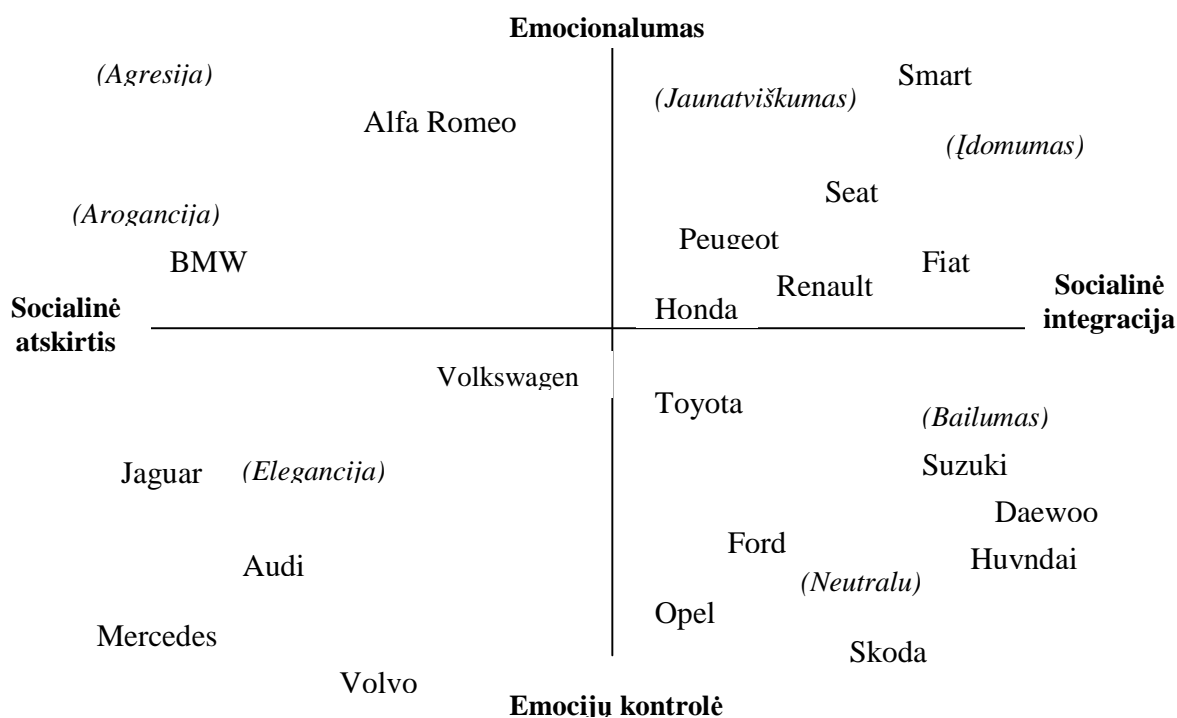 Emocionalumas
(Agresija)
Smart
(Jaunatviškumas)
Alfa Romeo
(Įdomumas)
Seat
(Arogancija)
Peugeot
BMW
Fiat
Renault
Socialinė
atskirtis
Honda
Socialinė
integracija
Volkswagen
Toyota
(Bailumas)
Jaguar
(Elegancija)
Suzuki
Daewoo
Ford
Huvndai
Audi
(Neutralu)
Opel
Mercedes
Skoda
Volvo
Emocijų kontrolė